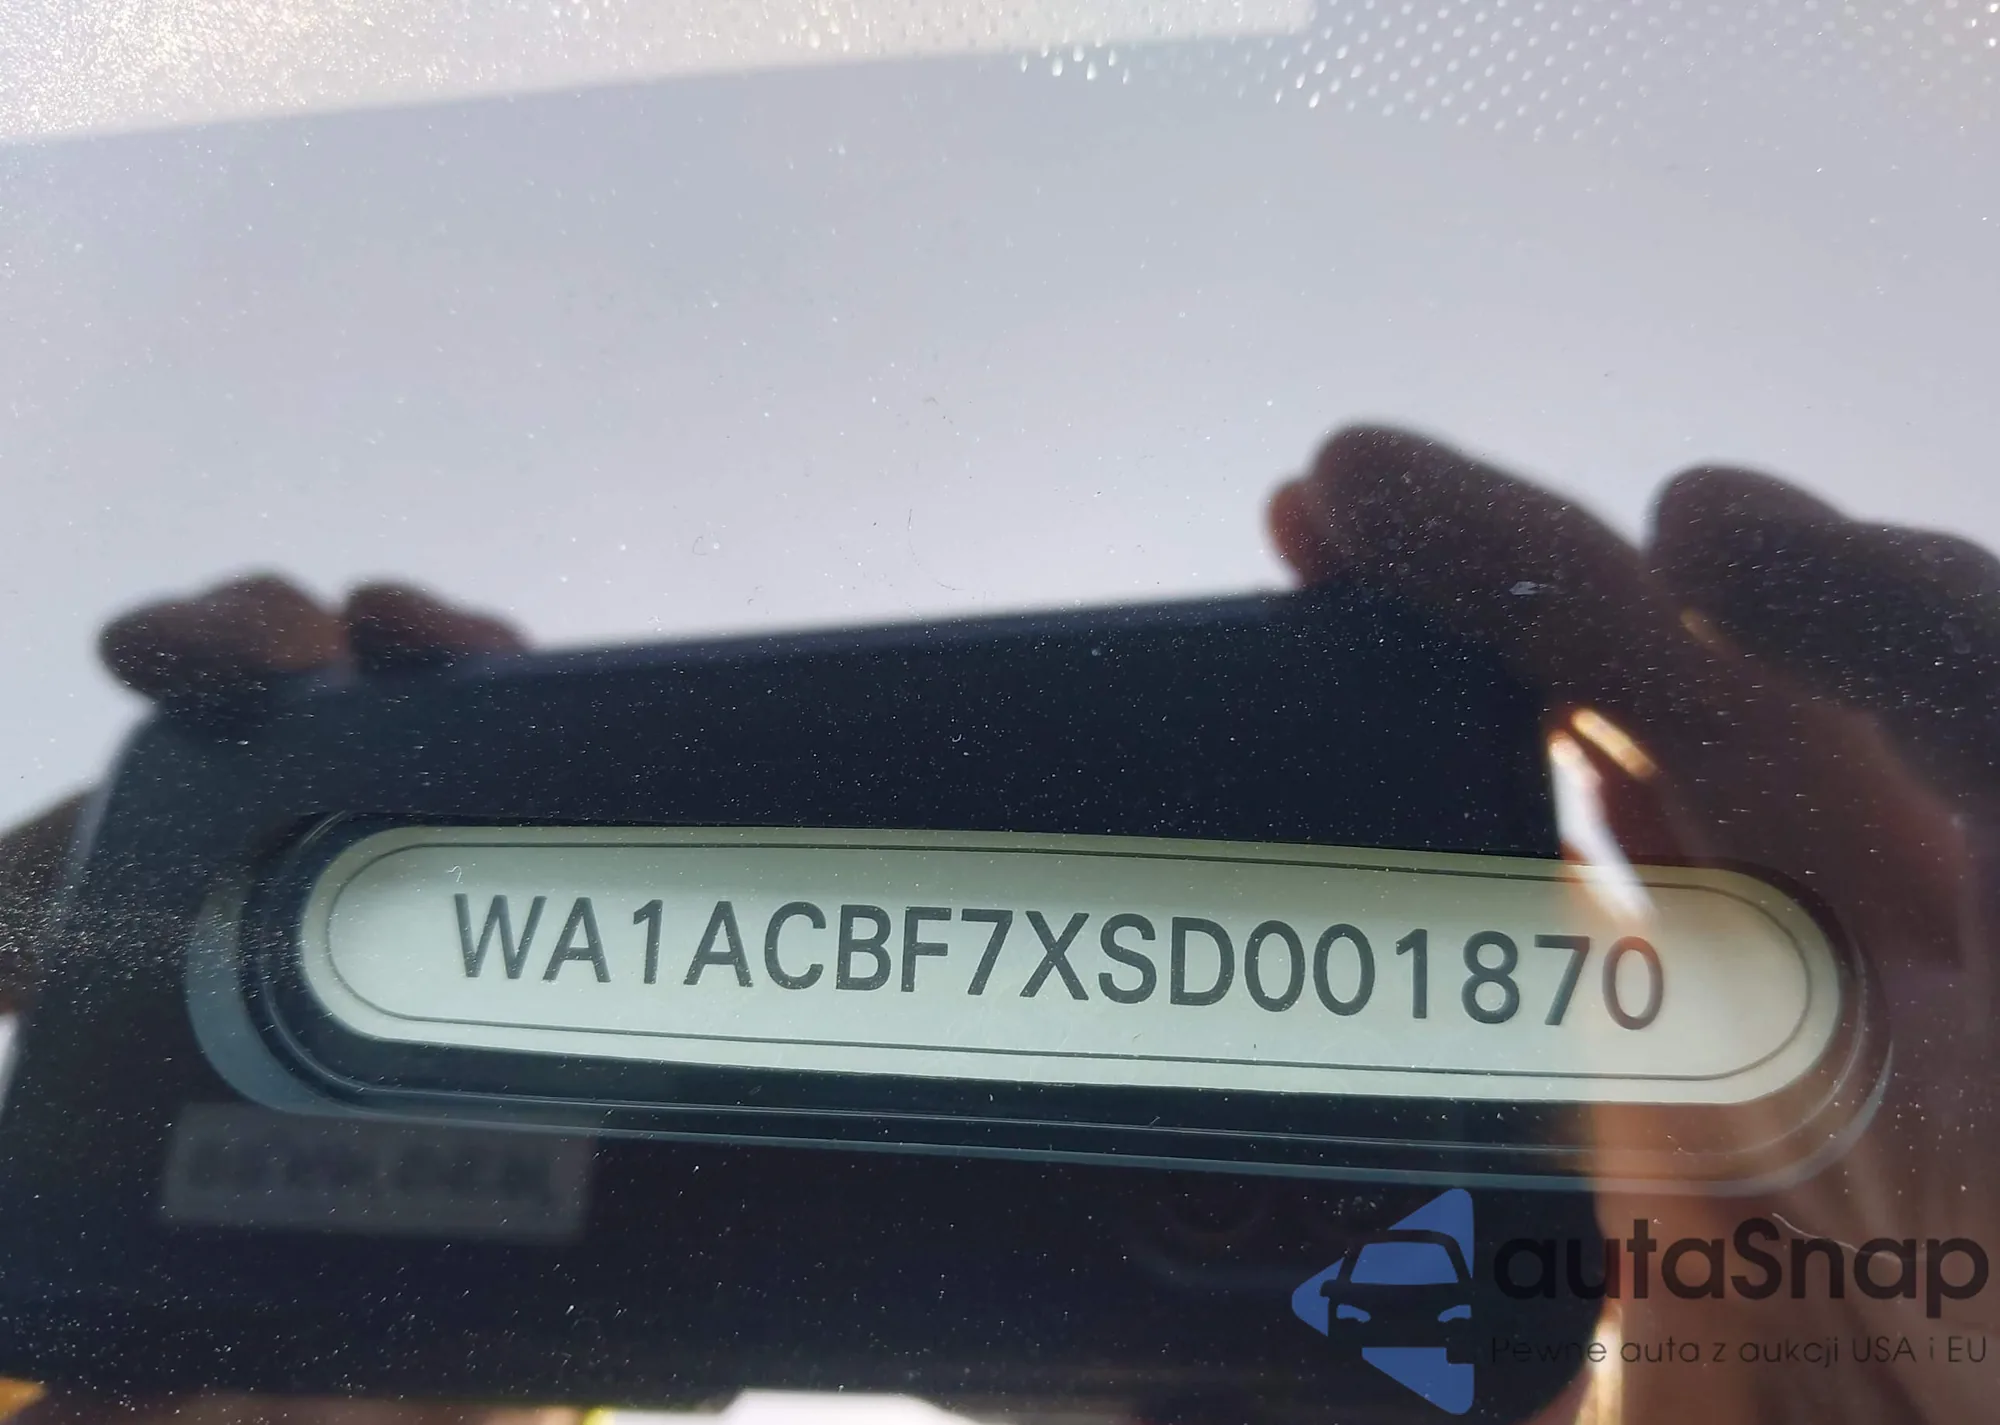 WA1ACBF7XSD001870
autaSnap
Pewne auta z aukcji USA i EU